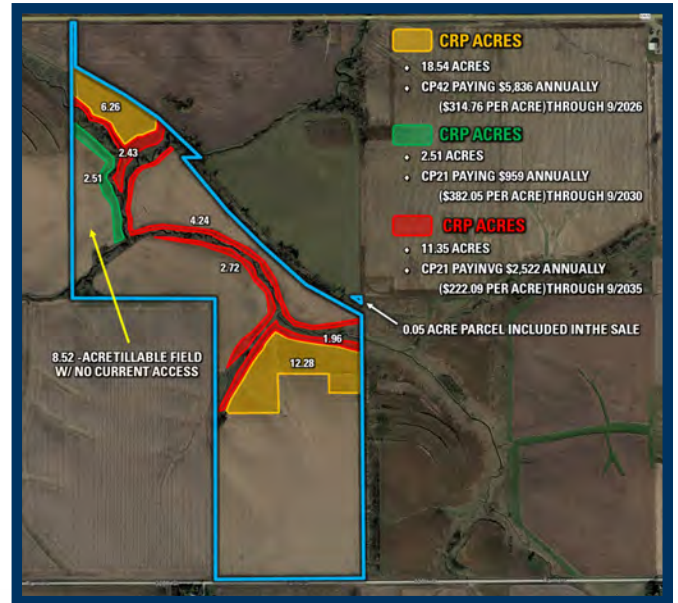 CRP ACRES
18.54 ACRES
CP42 PAYING $5,836 ANNUALLY
($314.76 PER ACRE)THROUGH 9/2026
CRP ACRES
2.51 ACRES
CP21 PAYING $959 ANNUALLY
($382.05 PER ACRE)THROUGH 9/2030
CRP ACRES
11.35 ACRES
CP21 PAYINVG $2,522 ANNUALLY
($222.09 PER ACRE)THROUGH 9/2035
6.26
2.43
2.51
4.24
2.72
0.05 ACRE PARCEL INCLUDED INTHE SALE
1.96
8.52 -ACRETILLABLE FIELD
W/ NO CURRENT ACCESS
12.28